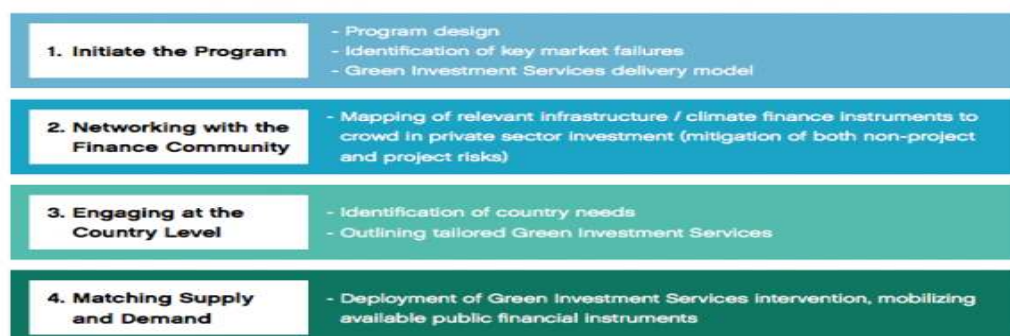 1. Initiate the Program
- Program design
- Identification of key market failures
- Green Investment Services delivery model
2. Networking with the
Finance Community
- Mapping of relevant infrastructure / climate finance instruments to
crowd in private sector investment (mitigation of both non-project
and project risks)
3. Engaging at the
Country Level
- Identification of country needs
- Outlining tailored Green Investment Services
4. Matching Supply
and Demand
- Deployment of Green Investment Services intervention, mobilizing
available public financial instruments